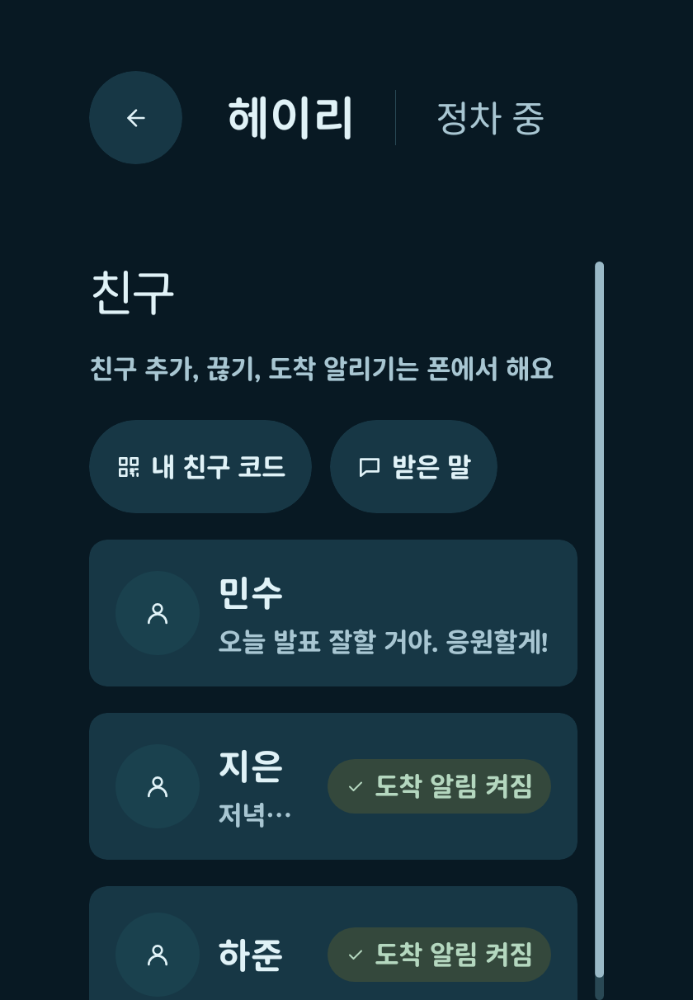 헤이리
정차 중
친구
친구 추가, 끊기, 도착 알리기는 폰에서 해요
내 친구 코드
받은 말
민수
오늘 발표 잘할 거야. 응원할게!
지은
저녁…
도착 알림 켜짐
하준
도착 알림 켜짐